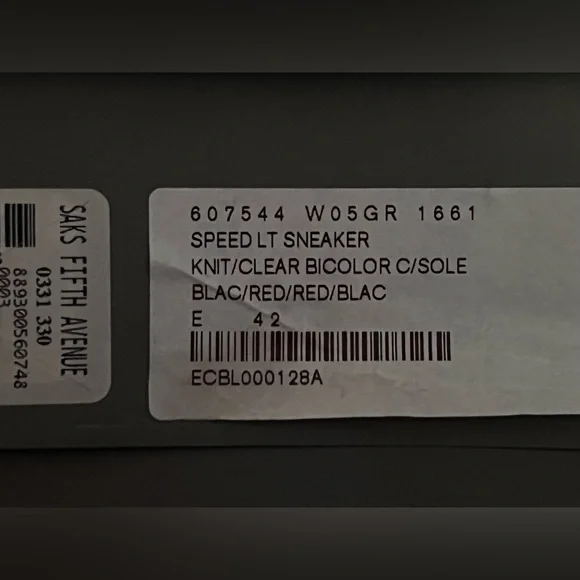 SAKS FIFTH AVENUE
0331 330
889300560748
0003
607544 W05GR 1661
SPEED LT SNEAKER
KNIT/CLEAR BICOLOR C/SOLE
BLAC/RED/RED/BLAC
E 42
ECBL000128A